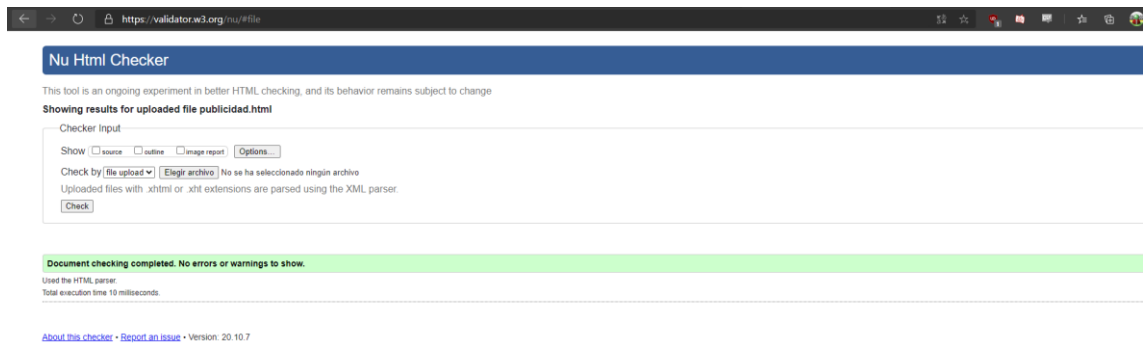 https://validator.w3.org/nu/#file
Nu Html Checker
This tool is an ongoing experiment in better HTML checking, and its behavior remains subject to change
Showing results for uploaded file publicidad.html
Checker Input
Show source outline image report Options...
Check by file upload Elegir archivo No se ha seleccionado ningún archivo
Uploaded files with .xhtml or .xht extensions are parsed using the XML parser.
Check
Document checking completed. No errors or warnings to show.
Used the HTML parser.
Total execution time 10 milliseconds.
About this checker • Report an issue • Version: 20.10.7